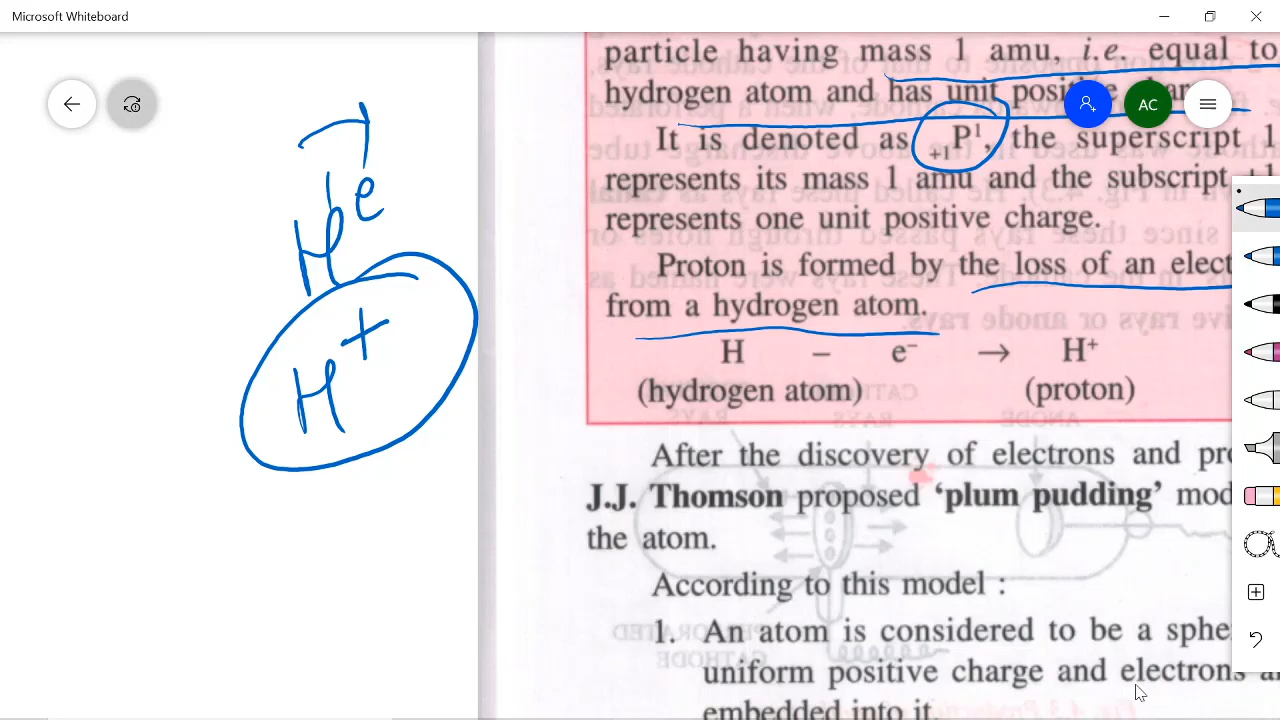 Microsoft Whiteboard
particle having mass 1 amu, i.e. equal to
hydrogen atom and has unit positive
AC
It is denoted as ₊₁P¹, the superscript 1
represents its mass 1 amu and the subscript +1
represents one unit positive charge.
Proton is formed by the loss of an elect
from a hydrogen atom.
H – e⁻ → H⁺
(hydrogen atom) (proton)
After the discovery of electrons and pr
J.J. Thomson proposed ‘plum pudding’ mod
the atom.
According to this model :
1. An atom is considered to be a sphe
uniform positive charge and electrons a
embedded into it.
H e
H⁺